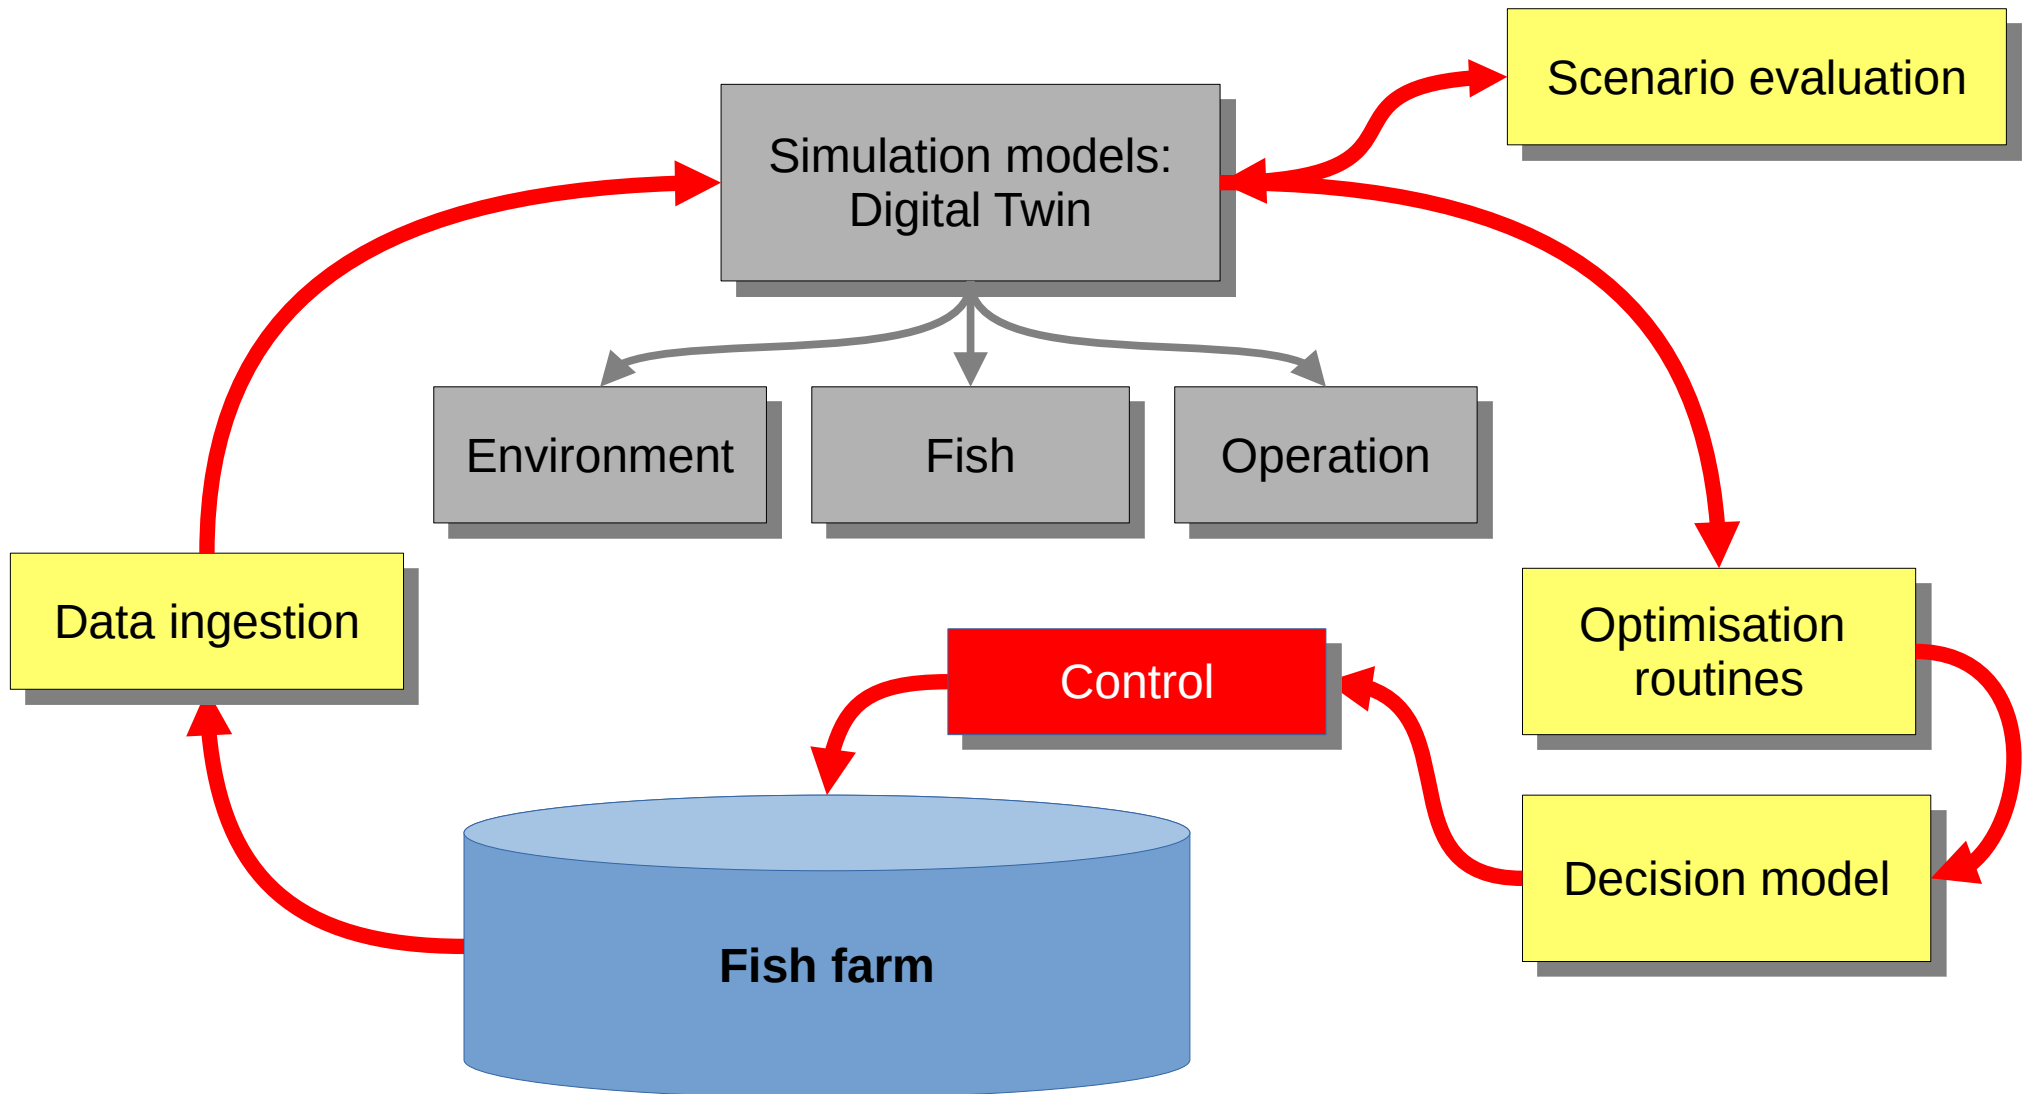 Scenario evaluation
Simulation models:
Digital Twin
Environment
Fish
Operation
Data ingestion
Optimisation
routines
Control
Decision model
Fish farm